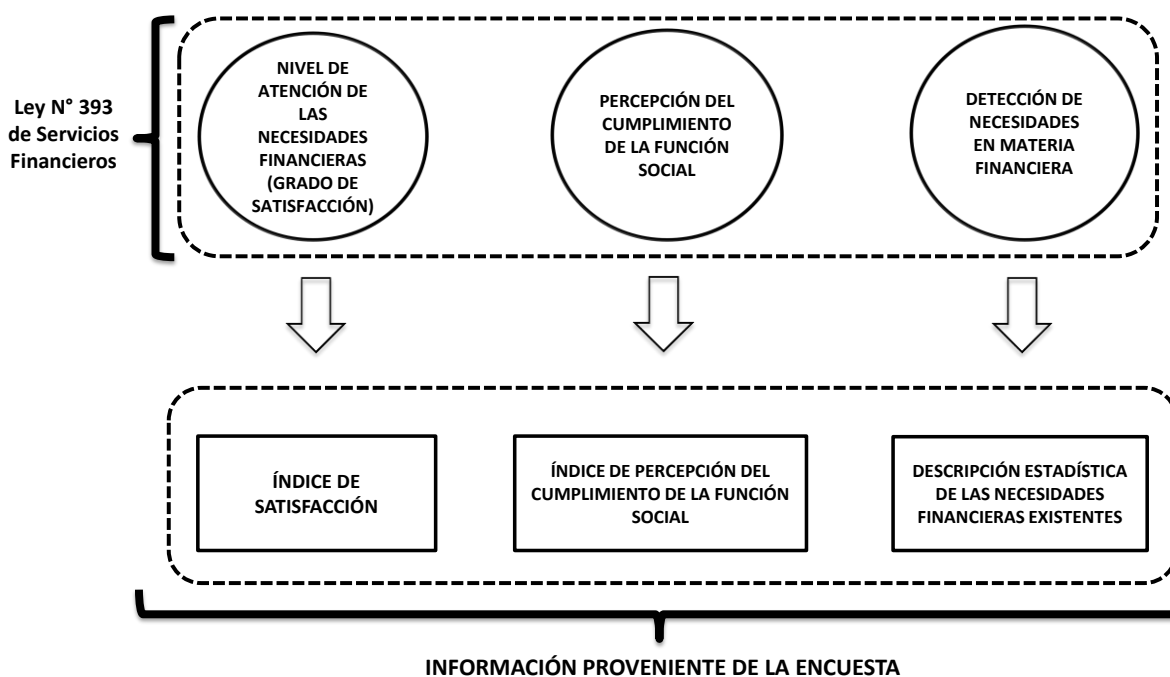 Ley N° 393
de Servicios
Financieros
NIVEL DE
ATENCIÓN DE
LAS
NECESIDADES
FINANCIERAS
(GRADO DE
SATISFACCIÓN)
PERCEPCIÓN DEL
CUMPLIMIENTO
DE LA FUNCIÓN
SOCIAL
DETECCIÓN DE
NECESIDADES
EN MATERIA
FINANCIERA
ÍNDICE DE
SATISFACCIÓN
ÍNDICE DE PERCEPCIÓN DEL
CUMPLIMIENTO DE LA FUNCIÓN
SOCIAL
DESCRIPCIÓN ESTADÍSTICA
DE LAS NECESIDADES
FINANCIERAS EXISTENTES
INFORMACIÓN PROVENIENTE DE LA ENCUESTA